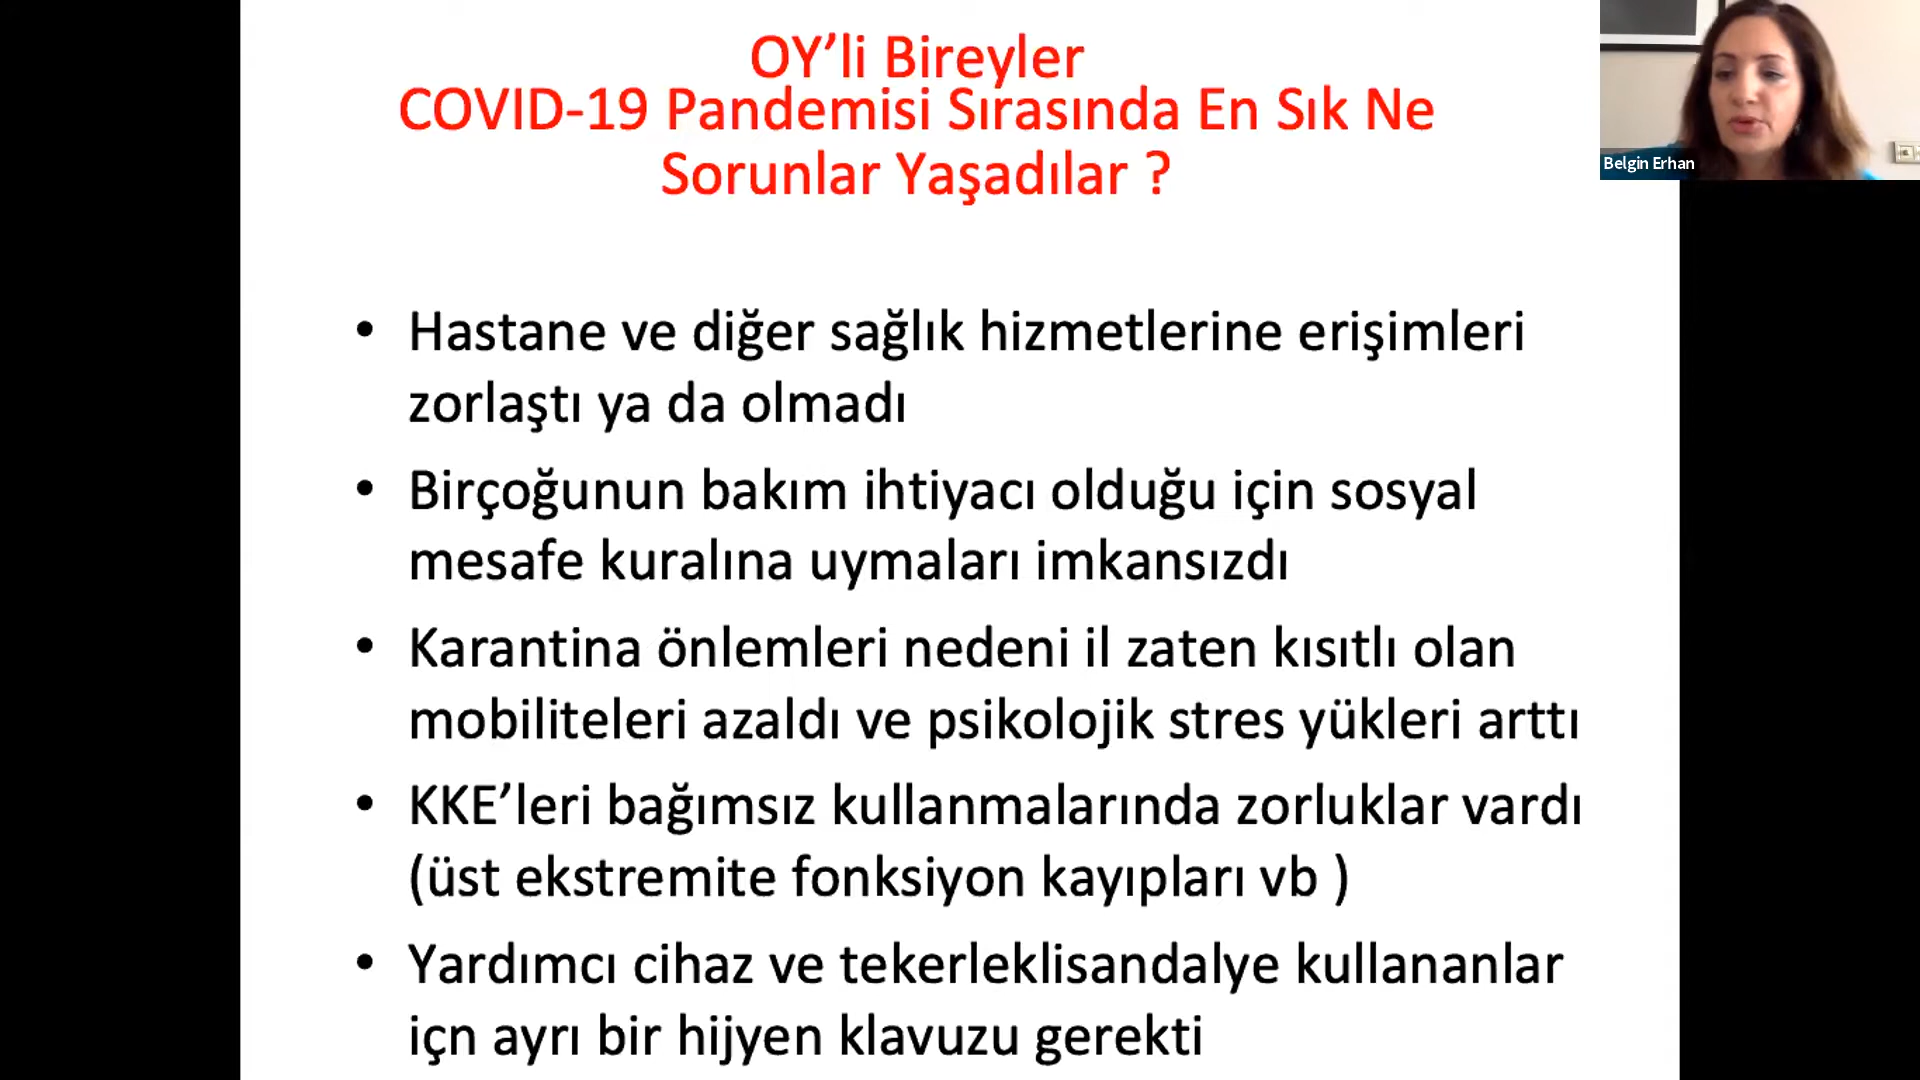 OY’li Bireyler
COVID-19 Pandemisi Sırasında En Sık Ne
Sorunlar Yaşadılar ?
Belgin Erhan
• Hastane ve diğer sağlık hizmetlerine erişimleri
zorlaştı ya da olmadı
• Birçoğunun bakım ihtiyacı olduğu için sosyal
mesafe kuralına uymaları imkansızdı
• Karantina önlemleri nedeni il zaten kısıtlı olan
mobiliteleri azaldı ve psikolojik stres yükleri arttı
• KKE’leri bağımsız kullanmalarında zorluklar vardı
(üst ekstremite fonksiyon kayıpları vb )
• Yardımcı cihaz ve tekerleklisandalye kullananlar
içn ayrı bir hijyen klavuzu gerekti